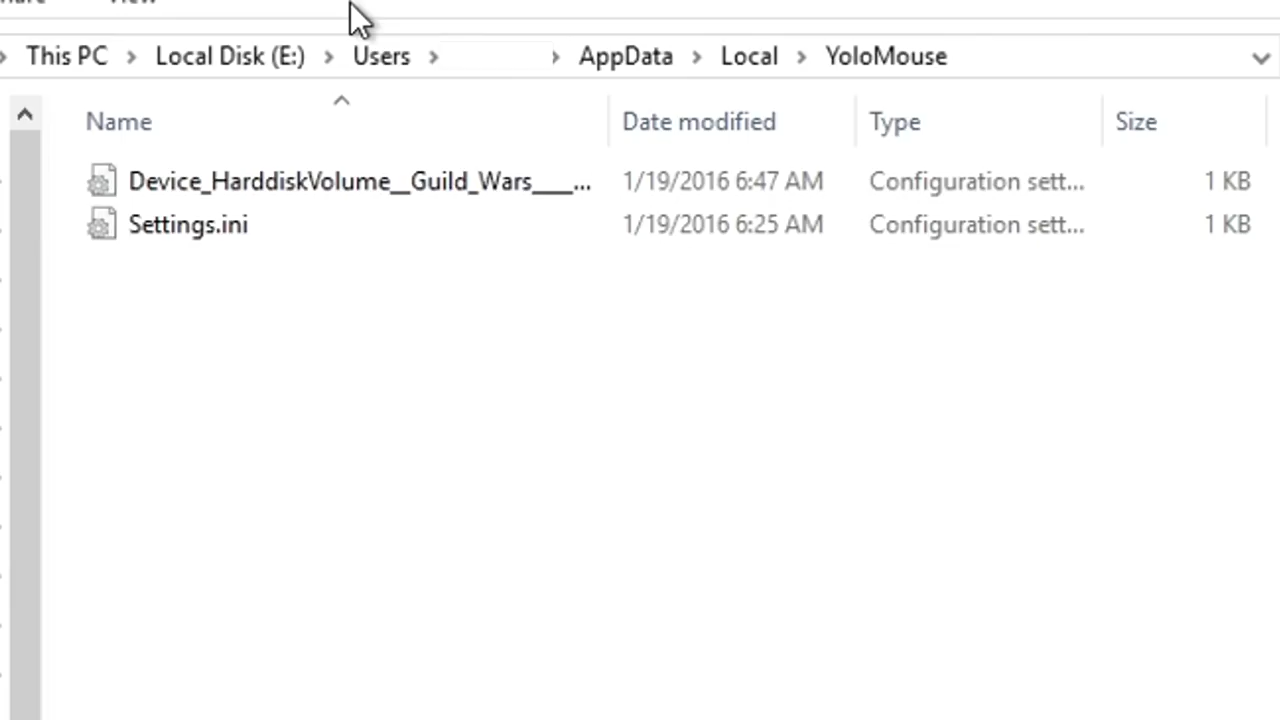 View
This PC > Local Disk (E:) > Users > > AppData > Local > YoloMouse
Name Date modified Type Size
Device_HarddiskVolume__Guild_Wars___... 1/19/2016 6:47 AM Configuration sett... 1 KB
Settings.ini 1/19/2016 6:25 AM Configuration sett... 1 KB